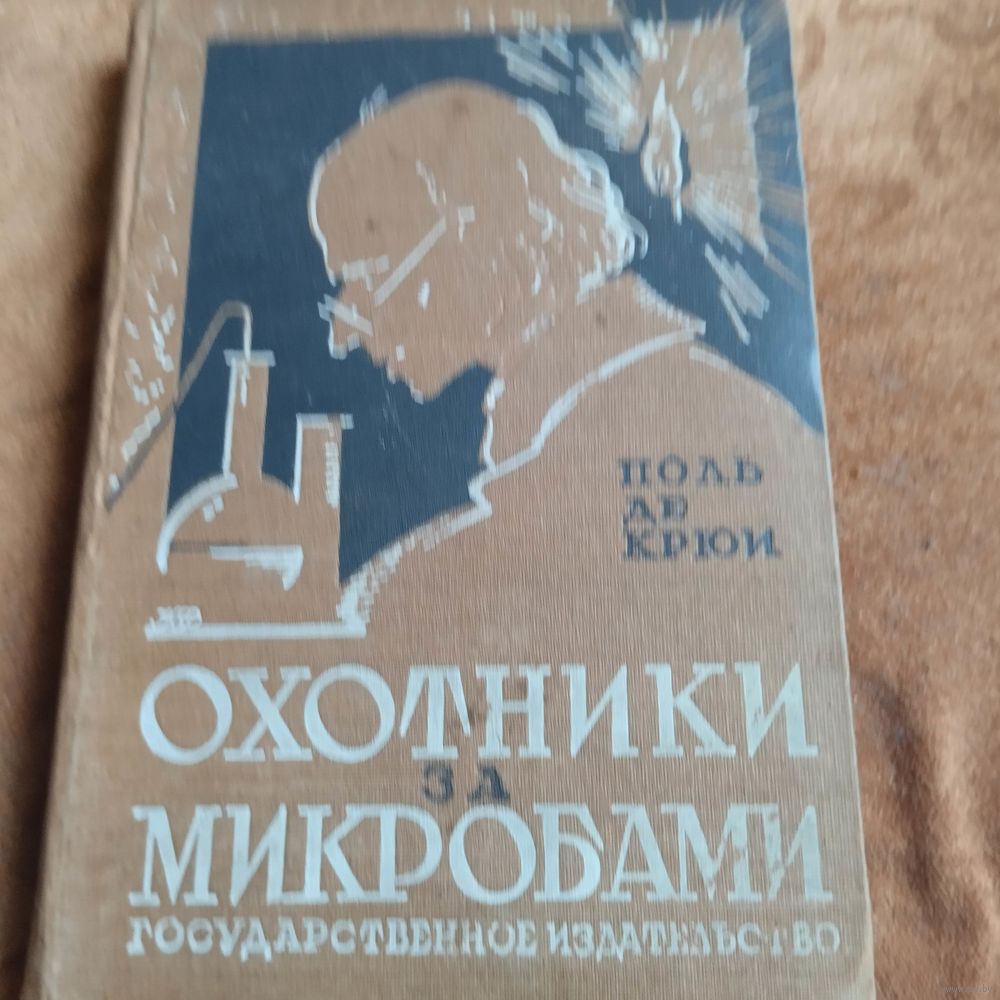 ПОЛЬ
ДЕ
КРЮИ
ОХОТНИКИ
ЗА
МИКРОБАМИ
ГОСУДАРСТВЕННОЕ ИЗДАТЕЛЬСТВО